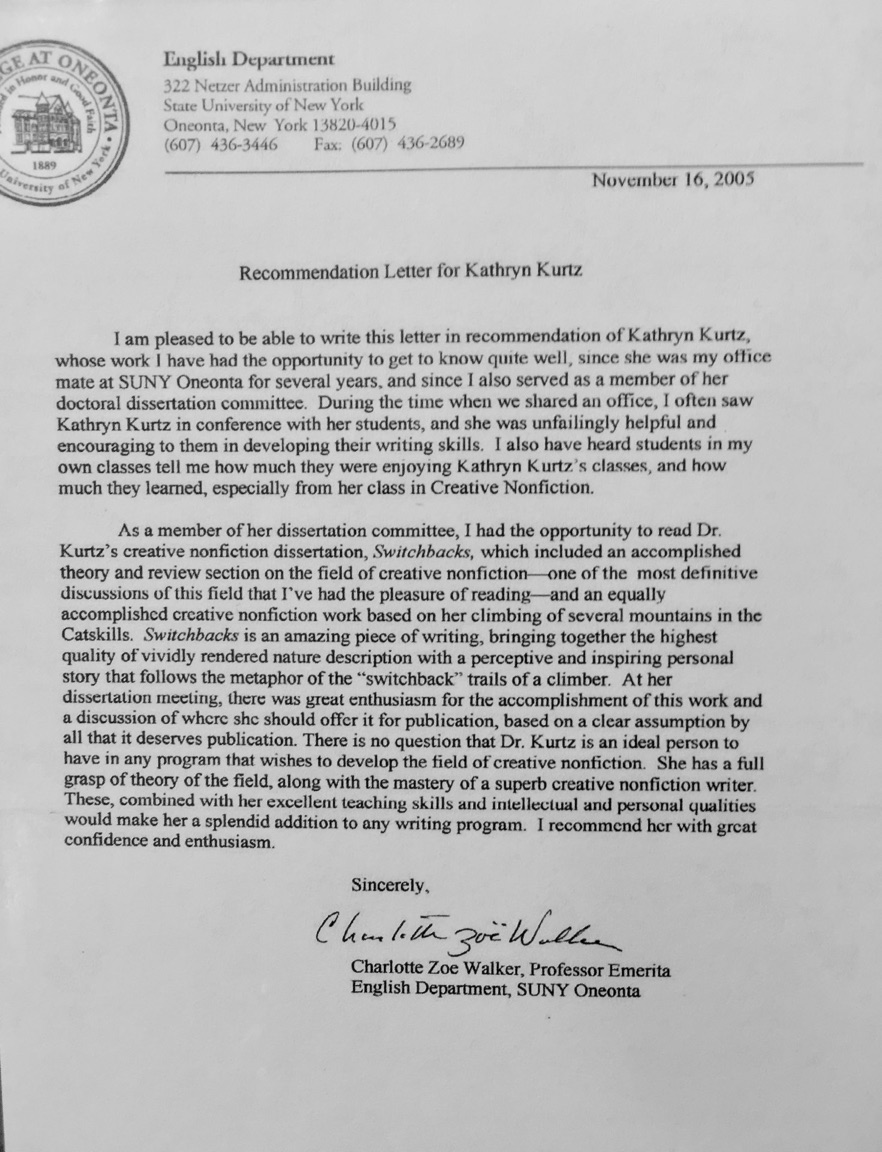 GE AT ONEONTA
in Honor and Good Faith
1889
University of New York
English Department
322 Netzer Administration Building
State University of New York
Oneonta, New York 13820-4015
(607) 436-3446 Fax: (607) 436-2689
November 16, 2005
Recommendation Letter for Kathryn Kurtz
I am pleased to be able to write this letter in recommendation of Kathryn Kurtz,
whose work I have had the opportunity to get to know quite well, since she was my office
mate at SUNY Oneonta for several years, and since I also served as a member of her
doctoral dissertation committee. During the time when we shared an office, I often saw
Kathryn Kurtz in conference with her students, and she was unfailingly helpful and
encouraging to them in developing their writing skills. I also have heard students in my
own classes tell me how much they were enjoying Kathryn Kurtz's classes, and how
much they learned, especially from her class in Creative Nonfiction.
As a member of her dissertation committee, I had the opportunity to read Dr.
Kurtz's creative nonfiction dissertation, Switchbacks, which included an accomplished
theory and review section on the field of creative nonfiction—one of the most definitive
discussions of this field that I've had the pleasure of reading—and an equally
accomplished creative nonfiction work based on her climbing of several mountains in the
Catskills. Switchbacks is an amazing piece of writing, bringing together the highest
quality of vividly rendered nature description with a perceptive and inspiring personal
story that follows the metaphor of the "switchback" trails of a climber. At her
dissertation meeting, there was great enthusiasm for the accomplishment of this work and
a discussion of where she should offer it for publication, based on a clear assumption by
all that it deserves publication. There is no question that Dr. Kurtz is an ideal person to
have in any program that wishes to develop the field of creative nonfiction. She has a full
grasp of theory of the field, along with the mastery of a superb creative nonfiction writer.
These, combined with her excellent teaching skills and intellectual and personal qualities
would make her a splendid addition to any writing program. I recommend her with great
confidence and enthusiasm.
Sincerely,
Charlotte Zoë Walker
Charlotte Zoe Walker, Professor Emerita
English Department, SUNY Oneonta